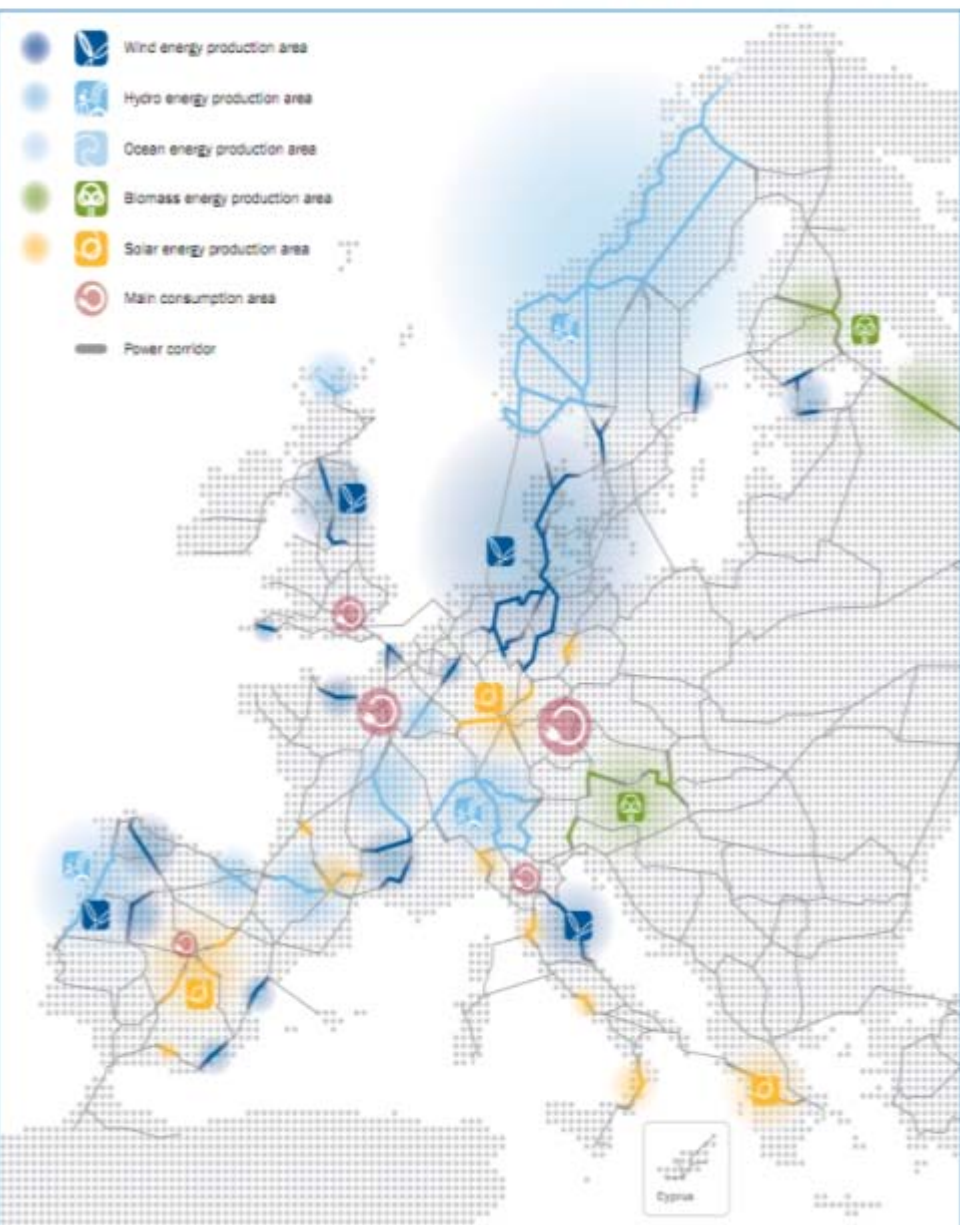 Wind energy production area
Hydro energy production area
Ocean energy production area
Biomass energy production area
Solar energy production area
Main consumption area
Power corridor
Cyprus